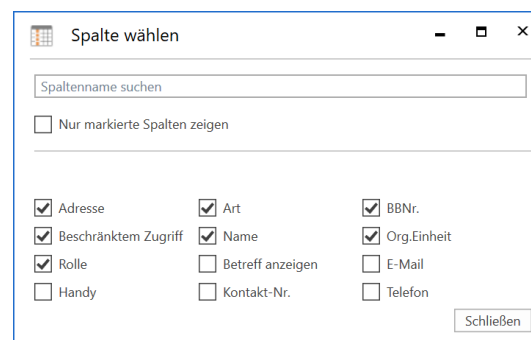 Spalte wählen
Spaltenname suchen
Nur markierte Spalten zeigen
Adresse Art BBNr.
Beschränktem Zugriff Name Org.Einheit
Rolle Betreff anzeigen E-Mail
Handy Kontakt-Nr. Telefon
Schließen